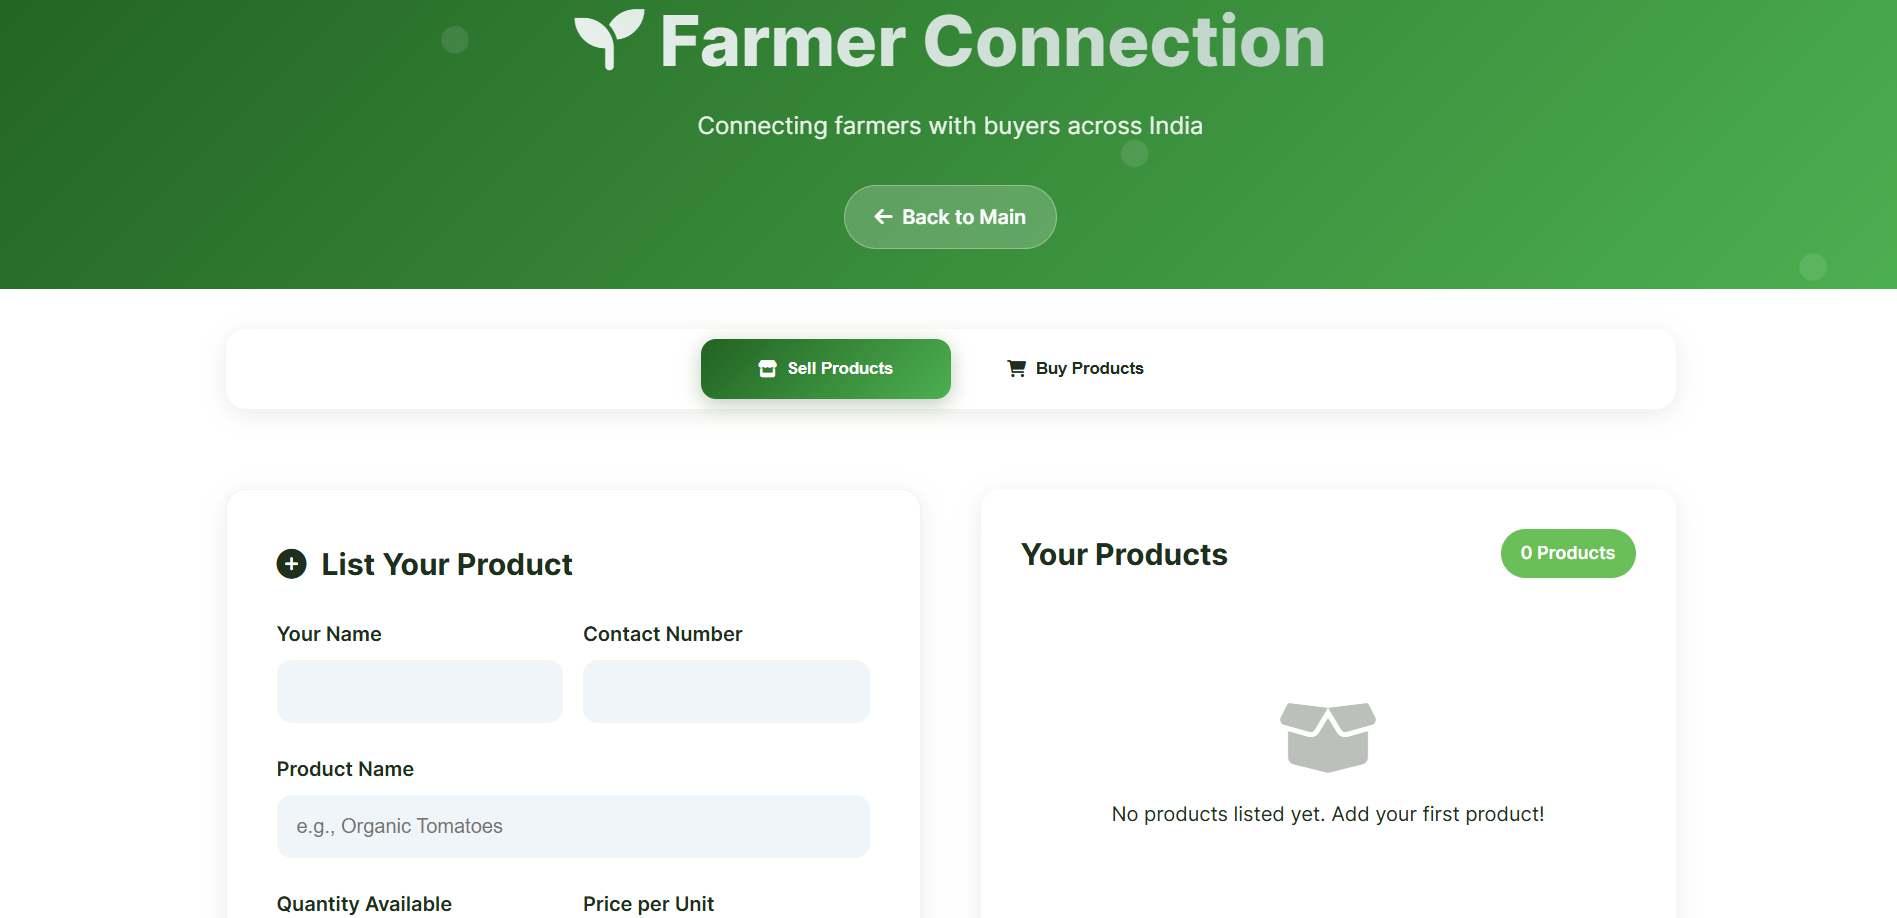 Farmer Connection
Connecting farmers with buyers across India
Back to Main
Sell Products
Buy Products
List Your Product
Your Name
Contact Number
Product Name
e.g., Organic Tomatoes
Quantity Available
Price per Unit
Your Products
0 Products
No products listed yet. Add your first product!